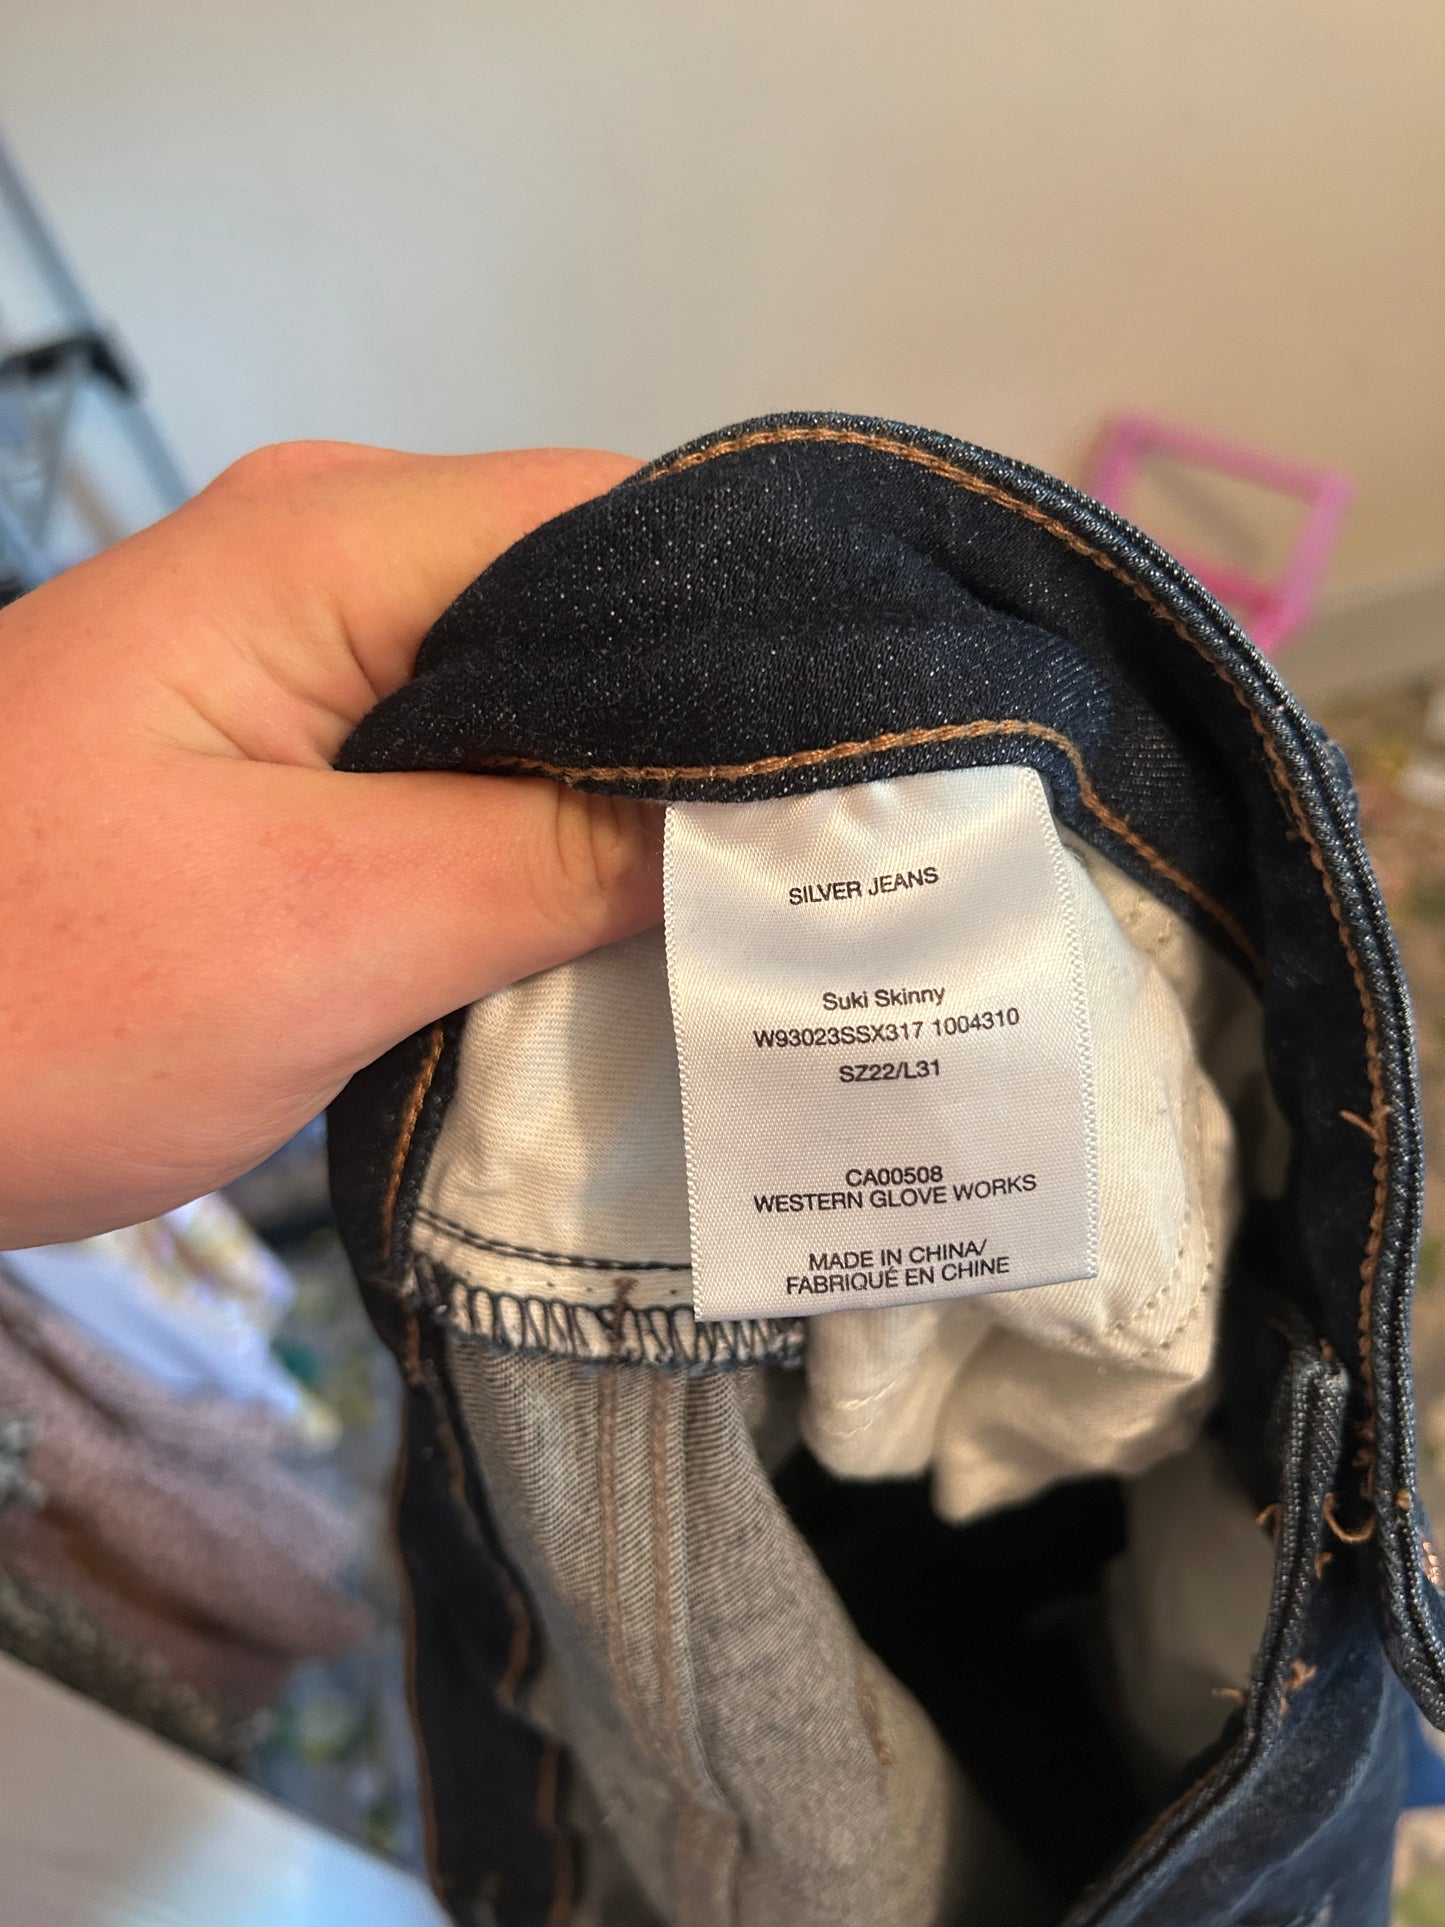 SILVER JEANS
Suki Skinny
W93023SSX317 1004310
SZ22/L31
CA00508
WESTERN GLOVE WORKS
MADE IN CHINA/
FABRIQUÉ EN CHINE